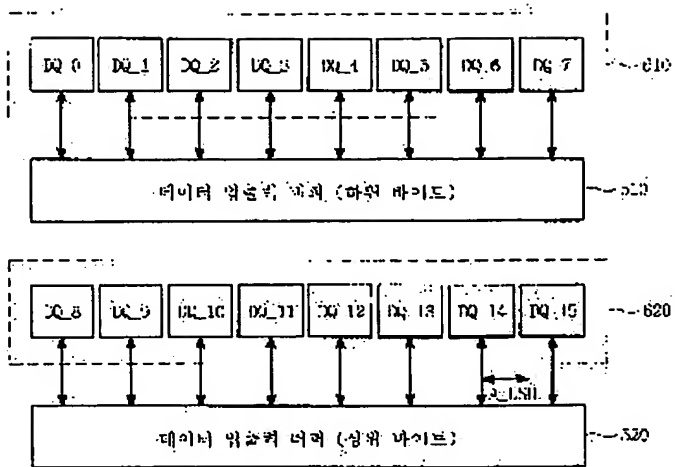 DQ_0 DQ_1 DQ_2 DQ_3 DQ_4 DQ_5 DQ_6 DQ_7 610
데이터 입출력 버퍼 (하위 바이트) 510
DQ_8 DQ_9 DQ_10 DQ_11 DQ_12 DQ_13 DQ_14 DQ_15 620
데이터 입출력 버퍼 (상위 바이트) 520